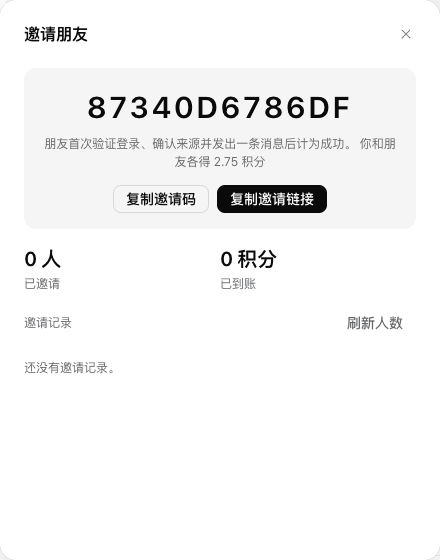 邀请朋友
87340D6786DF
朋友首次验证登录、确认来源并发出一条消息后计为成功。 你和朋
友各得 2.75 积分
复制邀请码
复制邀请链接
0 人
0 积分
已邀请
已到账
邀请记录
刷新人数
还没有邀请记录。